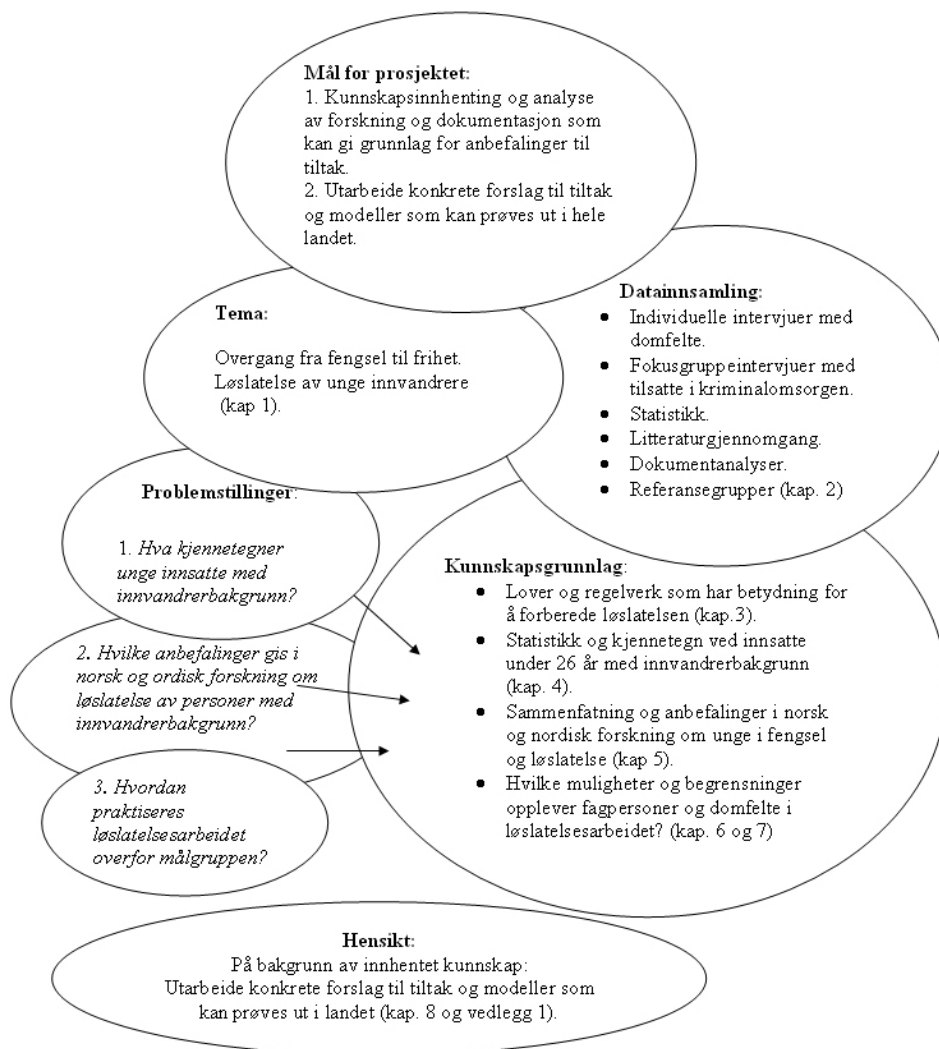 Mål for prosjektet:
1. Kunnskapsinnhenting og analyse
av forskning og dokumentasjon som
kan gi grunnlag for anbefalinger til
tiltak.
2. Utarbeide konkrete forslag til tiltak
og modeller som kan prøves ut i hele
landet.
Tema:
Overgang fra fengsel til frihet.
Løslatelse av unge innvandrere
(kap 1).
Datainnsamling:
• Individuelle intervjuer med
domfelte.
• Fokusgruppeintervjuer med
tilsatte i kriminalomsorgen.
• Statistikk.
• Litteraturgjennomgang.
• Dokumentanalyser.
• Referansegrupper (kap. 2)
Problemstillinger:
1. Hva kjennetegner
unge innsatte med
innvandrerbakgrunn?
2. Hvilke anbefalinger gis i
norsk og ordisk forskning om
løslatelse av personer med
innvandrerbakgrunn?
3. Hvordan
praktiseres
løslatelsesarbeidet
overfor målgruppen?
Kunnskapsgrunnlag:
• Lover og regelverk som har betydning for
å forberede løslatelsen (kap.3).
• Statistikk og kjennetegn ved innsatte
under 26 år med innvandrerbakgrunn
(kap. 4).
• Sammenfatning og anbefalinger i norsk
og nordisk forskning om unge i fengsel
og løslatelse (kap 5).
• Hvilke muligheter og begrensninger
opplever fagpersoner og domfelte i
løslatelsesarbeidet? (kap. 6 og 7)
Hensikt:
På bakgrunn av innhentet kunnskap:
Utarbeide konkrete forslag til tiltak og modeller som
kan prøves ut i landet (kap. 8 og vedlegg 1).